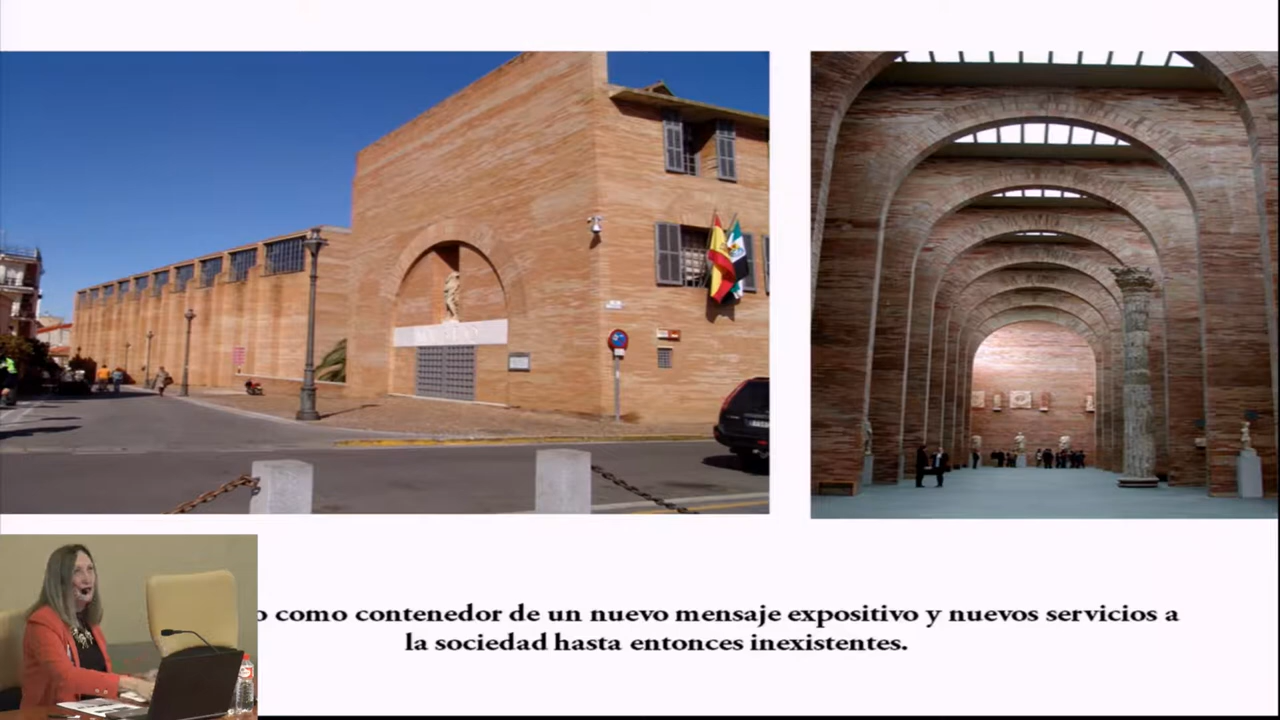 o como contenedor de un nuevo mensaje expositivo y nuevos servicios a
la sociedad hasta entonces inexistentes.